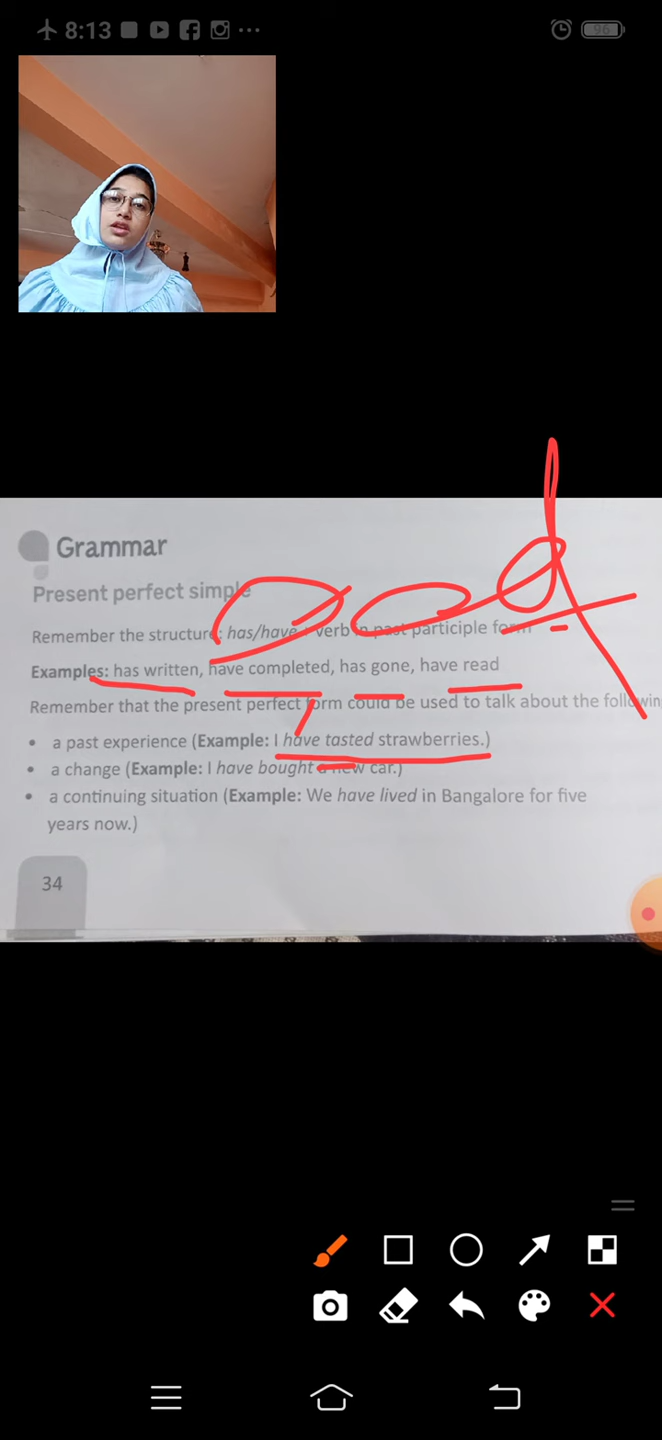 8:13
96
Grammar
Present perfect simple
Remember the structure: has/have + verb in past participle form
Examples: has written, have completed, has gone, have read
Remember that the present perfect form could be used to talk about the
• a past experience (Example: I have tasted strawberries.)
• a change (Example: I have bought a new car.)
• a continuing situation (Example: We have lived in Bangalore for five
years now.)
34